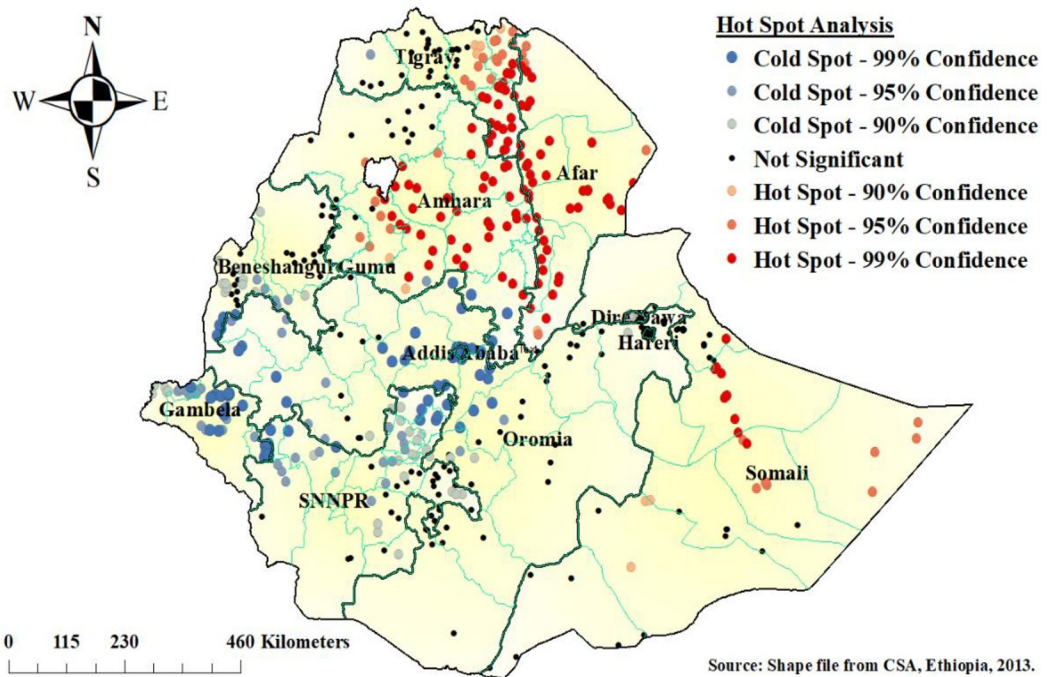 N
W E
S
Hot Spot Analysis
Cold Spot - 99% Confidence
Cold Spot - 95% Confidence
Cold Spot - 90% Confidence
Not Significant
Hot Spot - 90% Confidence
Hot Spot - 95% Confidence
Hot Spot - 99% Confidence
Tigray
Afar
Amhara
Beneshangul Gumu
Dire Dawa
Hareri
Addis Ababa
Gambela
Oromia
Somali
SNNPR
0 115 230 460 Kilometers
Source: Shape file from CSA, Ethiopia, 2013.